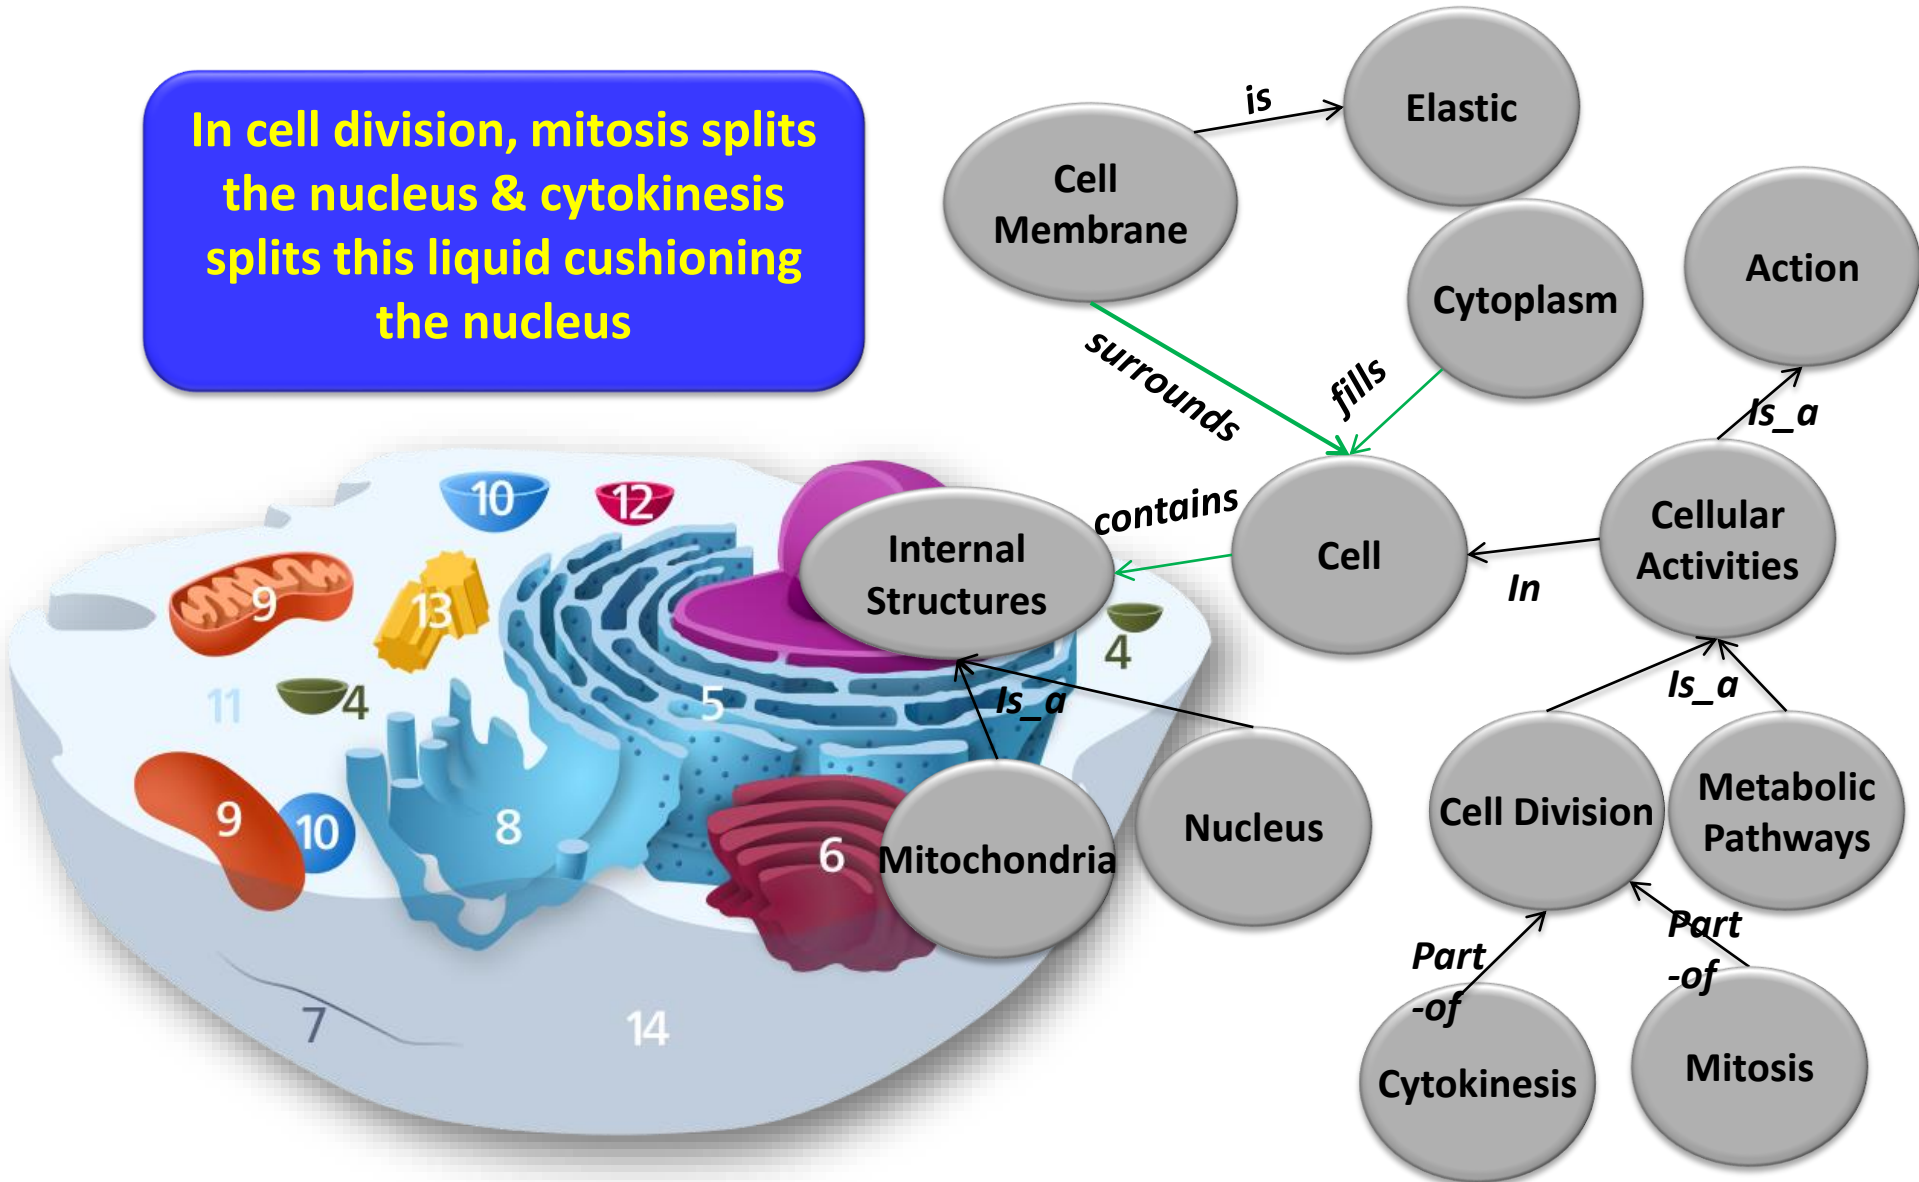 In cell division, mitosis splits
the nucleus & cytokinesis
splits this liquid cushioning
the nucleus
is
Elastic
Cell
Membrane
Cytoplasm
Action
surrounds
fills
Is_a
10
12
contains
Internal
Structures
Cell
In
Cellular
Activities
9
13
4
11
4
5
Is_a
Is_a
9
10
8
6
Mitochondria
Nucleus
Cell Division
Metabolic
Pathways
Part
-of
Part
-of
7
14
Cytokinesis
Mitosis